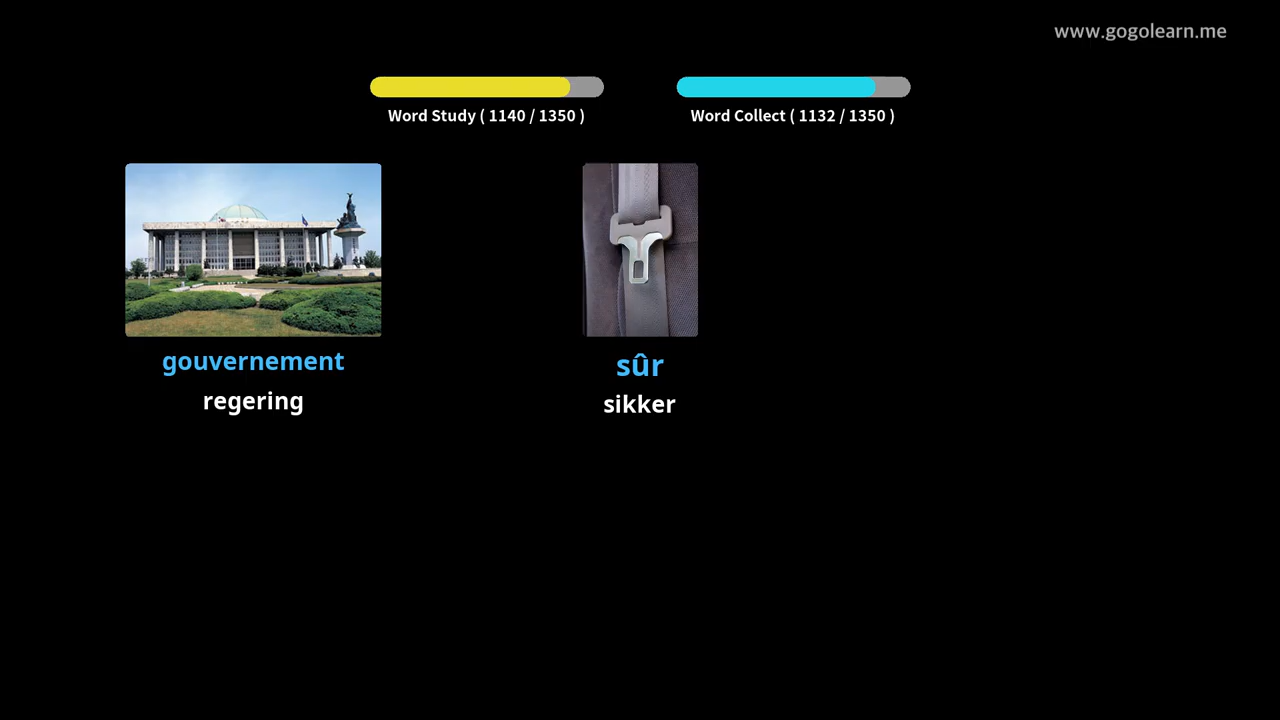 www.gogolearn.me
Word Study ( 1140 / 1350 )
Word Collect ( 1132 / 1350 )
gouvernement
regering
sûr
sikker